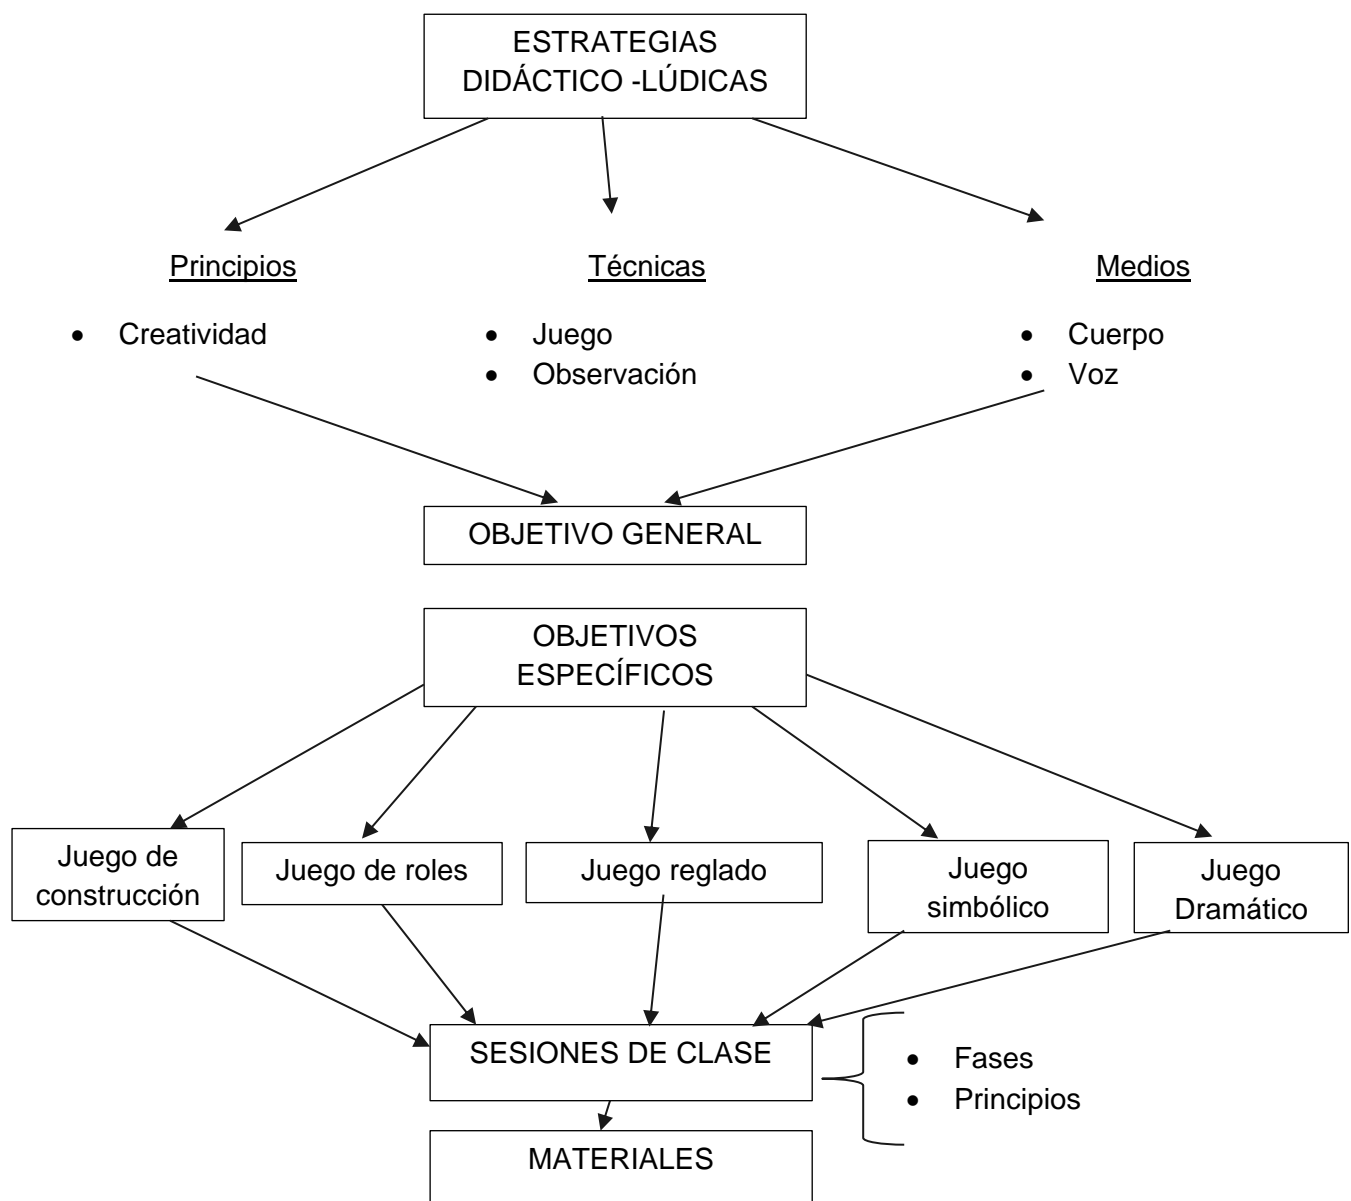 ESTRATEGIAS
DIDÁCTICO -LÚDICAS
Principios
Técnicas
Medios
• Creatividad
• Juego
• Observación
• Cuerpo
• Voz
OBJETIVO GENERAL
OBJETIVOS
ESPECÍFICOS
Juego de
construcción
Juego de roles
Juego reglado
Juego
simbólico
Juego
Dramático
SESIONES DE CLASE
• Fases
• Principios
MATERIALES